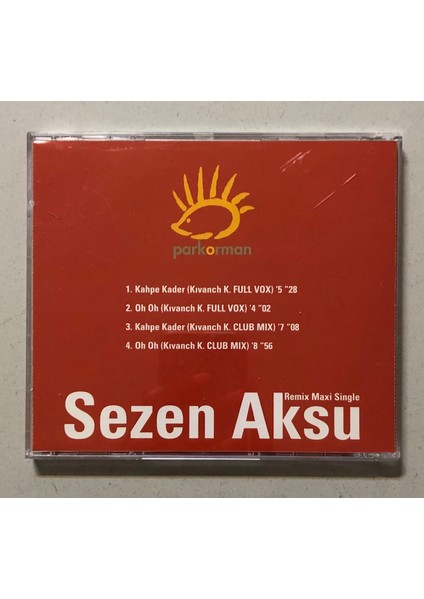 parkorman
1. Kahpe Kader (Kıvanch K. FULL VOX) '5 "28
2. Oh Oh (Kıvanch K. FULL VOX) '4 "02
3. Kahpe Kader (Kıvanch K. CLUB MIX) '7 "08
4. Oh Oh (Kıvanch K. CLUB MIX) '8 "56
Remix Maxi Single
Sezen Aksu